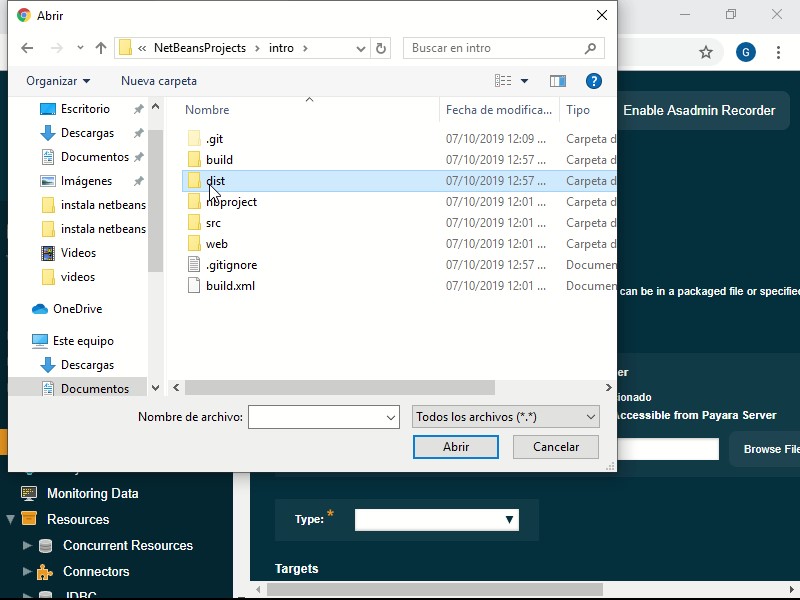 Abrir
« NetBeansProjects › intro ›
Buscar en intro
G
Organizar
Nueva carpeta
?
Enable Asadmin Recorder
Nombre
Fecha de modifica...
Tipo
Escritorio
Descargas
Documentos
Imágenes
instala netbeans
instala netbeans
Videos
videos
OneDrive
Este equipo
Descargas
Documentos
.git 07/10/2019 12:09 ... Carpeta d
build 07/10/2019 12:57 ... Carpeta d
dist 07/10/2019 12:57 ... Carpeta d
nbproject 07/10/2019 12:01 ... Carpeta d
src 07/10/2019 12:01 ... Carpeta d
web 07/10/2019 12:01 ... Carpeta d
.gitignore 07/10/2019 12:57 ... Documen
build.xml 07/10/2019 12:01 ... Documen
can be in a packaged file or specifie
er
ionado
Accessible from Payara Server
Browse File
Nombre de archivo:
Todos los archivos (*.*)
Abrir
Cancelar
Monitoring Data
Resources
Concurrent Resources
Connectors
JDBC
Type: *
Targets